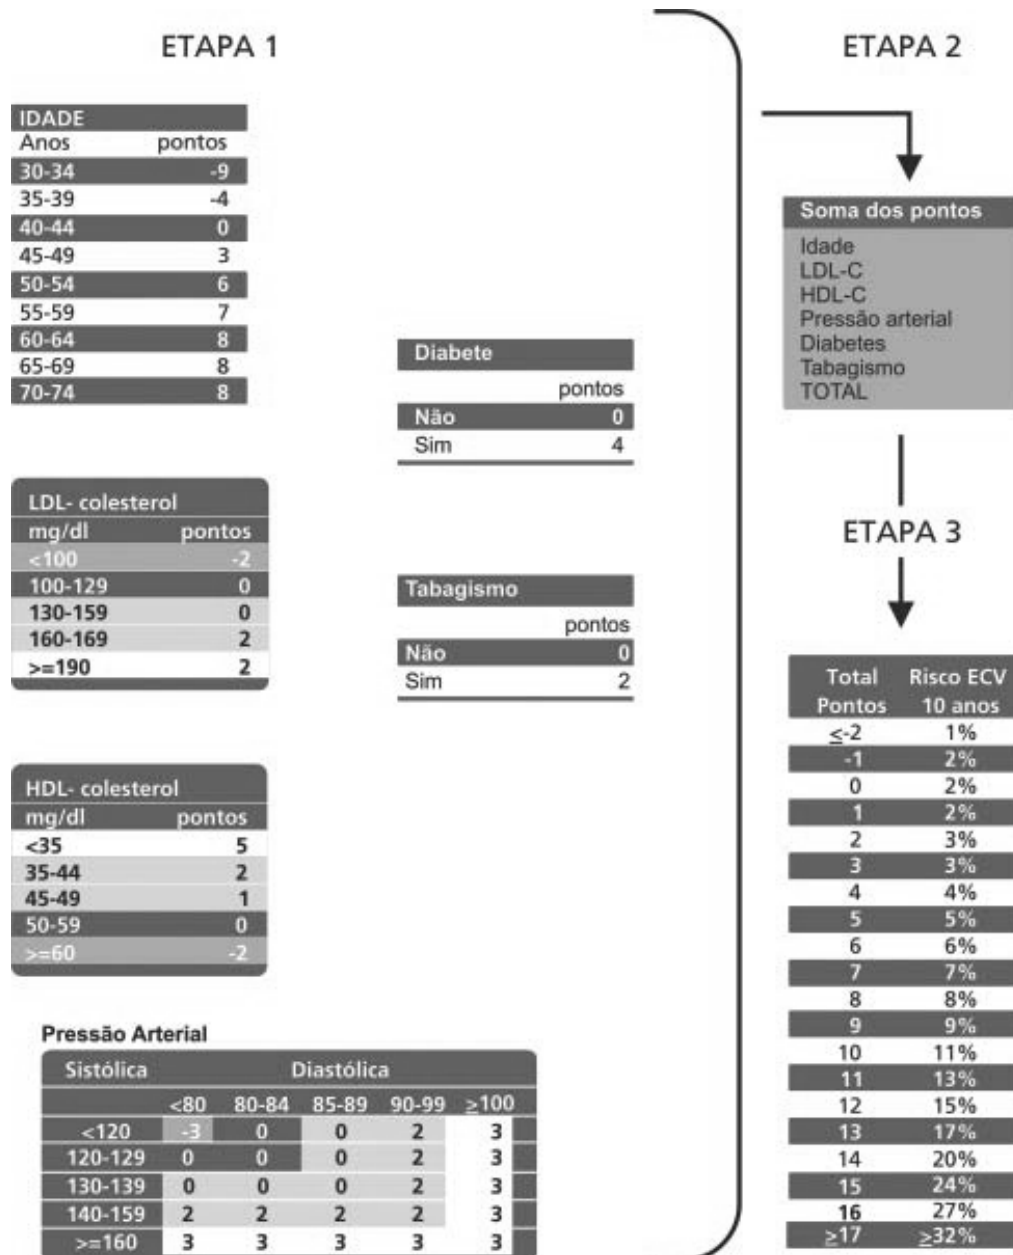 ETAPA 1
IDADE
Anos pontos
30-34 -9
35-39 -4
40-44 0
45-49 3
50-54 6
55-59 7
60-64 8
65-69 8
70-74 8
LDL- colesterol
mg/dl pontos
<100 -2
100-129 0
130-159 0
160-169 2
>=190 2
HDL- colesterol
mg/dl pontos
<35 5
35-44 2
45-49 1
50-59 0
>=60 -2
Diabete
pontos
Não 0
Sim 4
Tabagismo
pontos
Não 0
Sim 2
Pressão Arterial
Sistólica Diastólica
<80 80-84 85-89 90-99 ≥100
<120 -3 0 0 2 3
120-129 0 0 0 2 3
130-139 0 0 0 2 3
140-159 2 2 2 2 3
>=160 3 3 3 3 3
ETAPA 2
Soma dos pontos
Idade
LDL-C
HDL-C
Pressão arterial
Diabetes
Tabagismo
TOTAL
ETAPA 3
Total Risco ECV
Pontos 10 anos
≤-2 1%
-1 2%
0 2%
1 2%
2 3%
3 3%
4 4%
5 5%
6 6%
7 7%
8 8%
9 9%
10 11%
11 13%
12 15%
13 17%
14 20%
15 24%
16 27%
≥17 ≥32%